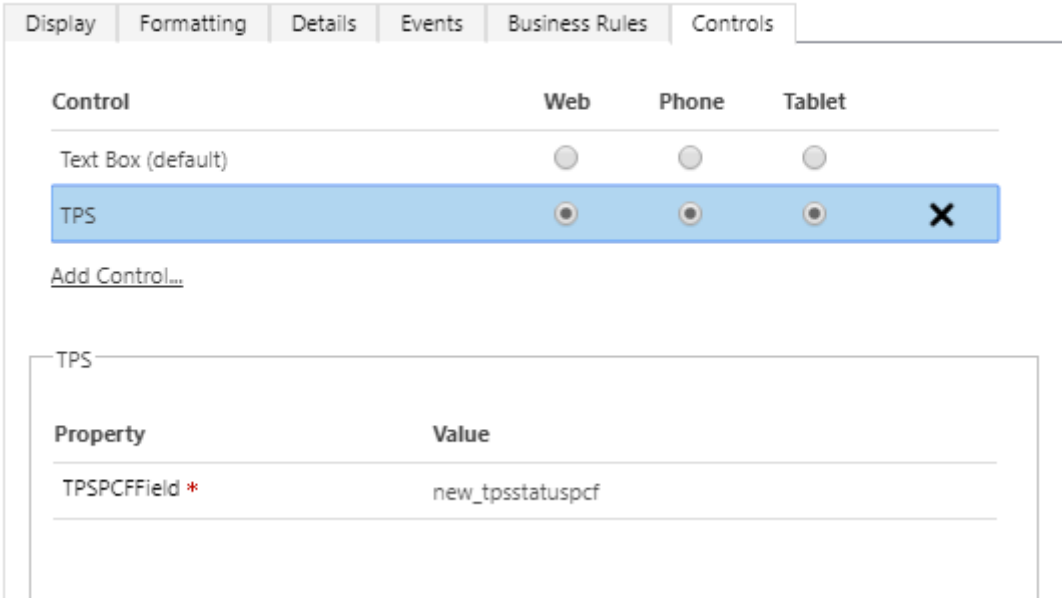 Display Formatting Details Events Business Rules Controls
Control Web Phone Tablet
Text Box (default)
TPS
Add Control...
TPS
Property Value
TPSPCFField *
new_tpsstatuspcf